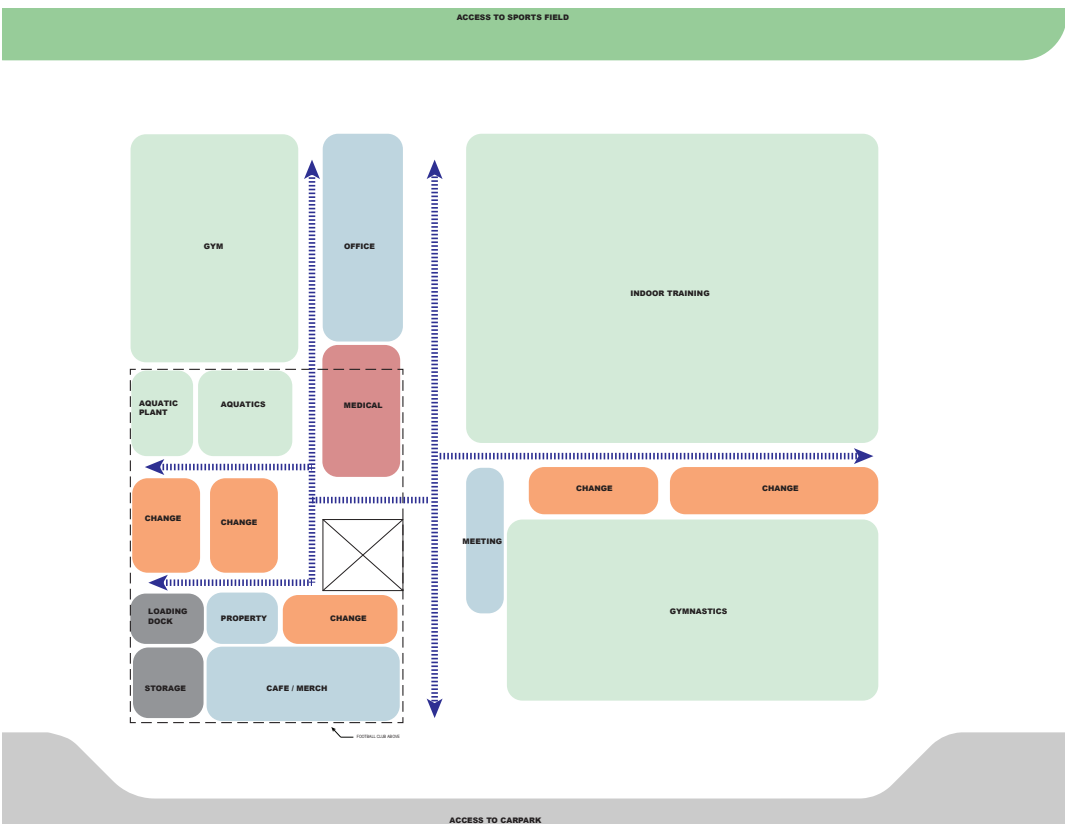 ACCESS TO SPORTS FIELD
GYM
OFFICE
INDOOR TRAINING
AQUATIC
PLANT
AQUATICS
MEDICAL
CHANGE
CHANGE
CHANGE
CHANGE
MEETING
LOADING
DOCK
PROPERTY
CHANGE
GYMNASTICS
STORAGE
CAFE / MERCH
FOOTBALL CLUB ABOVE
ACCESS TO CARPARK